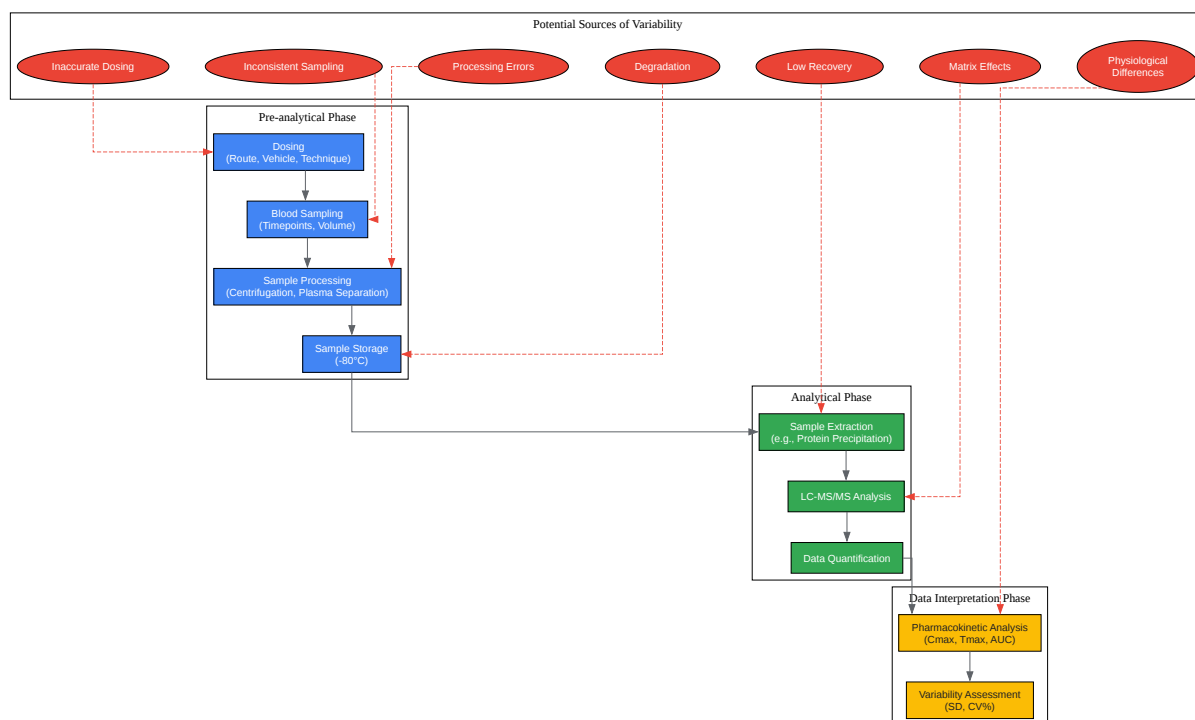 Potential Sources of Variability
Inaccurate Dosing
Inconsistent Sampling
Processing Errors
Degradation
Low Recovery
Matrix Effects
Physiological
Differences
Pre-analytical Phase
Dosing
(Route, Vehicle, Technique)
Blood Sampling
(Timepoints, Volume)
Sample Processing
(Centrifugation, Plasma Separation)
Sample Storage
(-80°C)
Analytical Phase
Sample Extraction
(e.g., Protein Precipitation)
LC-MS/MS Analysis
Data Quantification
Data Interpretation Phase
Pharmacokinetic Analysis
(Cmax, Tmax, AUC)
Variability Assessment
(SD, CV%)